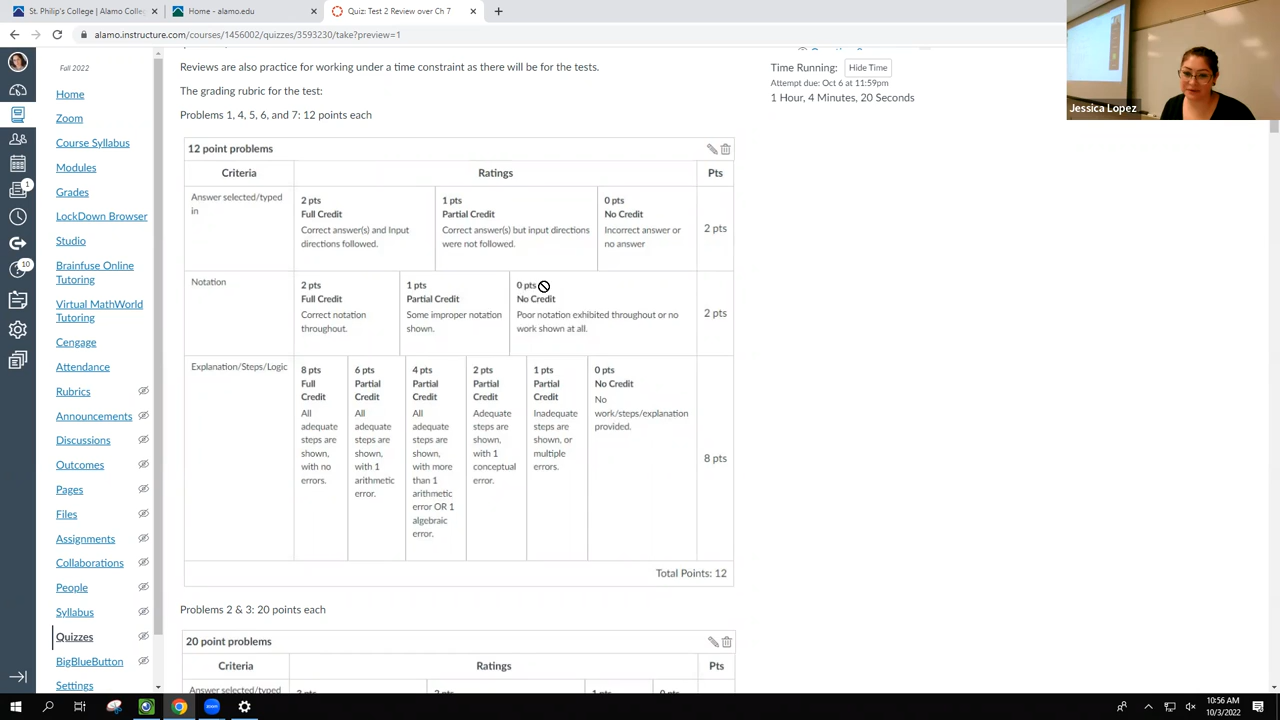 St. Philip's College | Alamo Colleg
Home - alamo.edu
Quiz: Test 2 Review over Ch 7
alamo.instructure.com/courses/1456002/quizzes/3593230/take?preview=1
Jessica Lopez
Fall 2022
Home
Zoom
Course Syllabus
Modules
Grades
LockDown Browser
Studio
Brainfuse Online
Tutoring
Virtual MathWorld
Tutoring
Cengage
Attendance
Rubrics
Announcements
Discussions
Outcomes
Pages
Files
Assignments
Collaborations
People
Syllabus
Quizzes
BigBlueButton
Settings
1
10
Reviews are also practice for working under a time constraint as there will be for the tests.
The grading rubric for the test:
Problems 1, 4, 5, 6, and 7: 12 points each
12 point problems
Criteria
Ratings
Pts
Answer selected/typed
in
2 pts
Full Credit
Correct answer(s) and Input
directions followed.
1 pts
Partial Credit
Correct answer(s) but input directions
were not followed.
0 pts
No Credit
Incorrect answer or
no answer
2 pts
Notation
2 pts
Full Credit
Correct notation
throughout.
1 pts
Partial Credit
Some improper notation
shown.
0 pts
No Credit
Poor notation exhibited throughout or no
work shown at all.
2 pts
Explanation/Steps/Logic
8 pts
Full
Credit
All
adequate
steps are
shown,
with no
errors.
6 pts
Partial
Credit
All
adequate
steps are
shown,
with 1
arithmetic
error.
4 pts
Partial
Credit
All
adequate
steps are
shown,
with more
than 1
arithmetic
error OR 1
algebraic
error.
2 pts
Partial
Credit
Adequate
steps are
shown,
with 1
conceptual
error.
1 pts
Partial
Credit
Inadequate
steps are
shown, or
multiple
errors.
0 pts
No Credit
No
work/steps/explanation
provided.
8 pts
Total Points: 12
Problems 2 & 3: 20 points each
20 point problems
Criteria
Ratings
Pts
Answer selected/typed
Time Running:
Hide Time
Attempt due: Oct 6 at 11:59pm
1 Hour, 4 Minutes, 20 Seconds
10:56 AM
10/3/2022